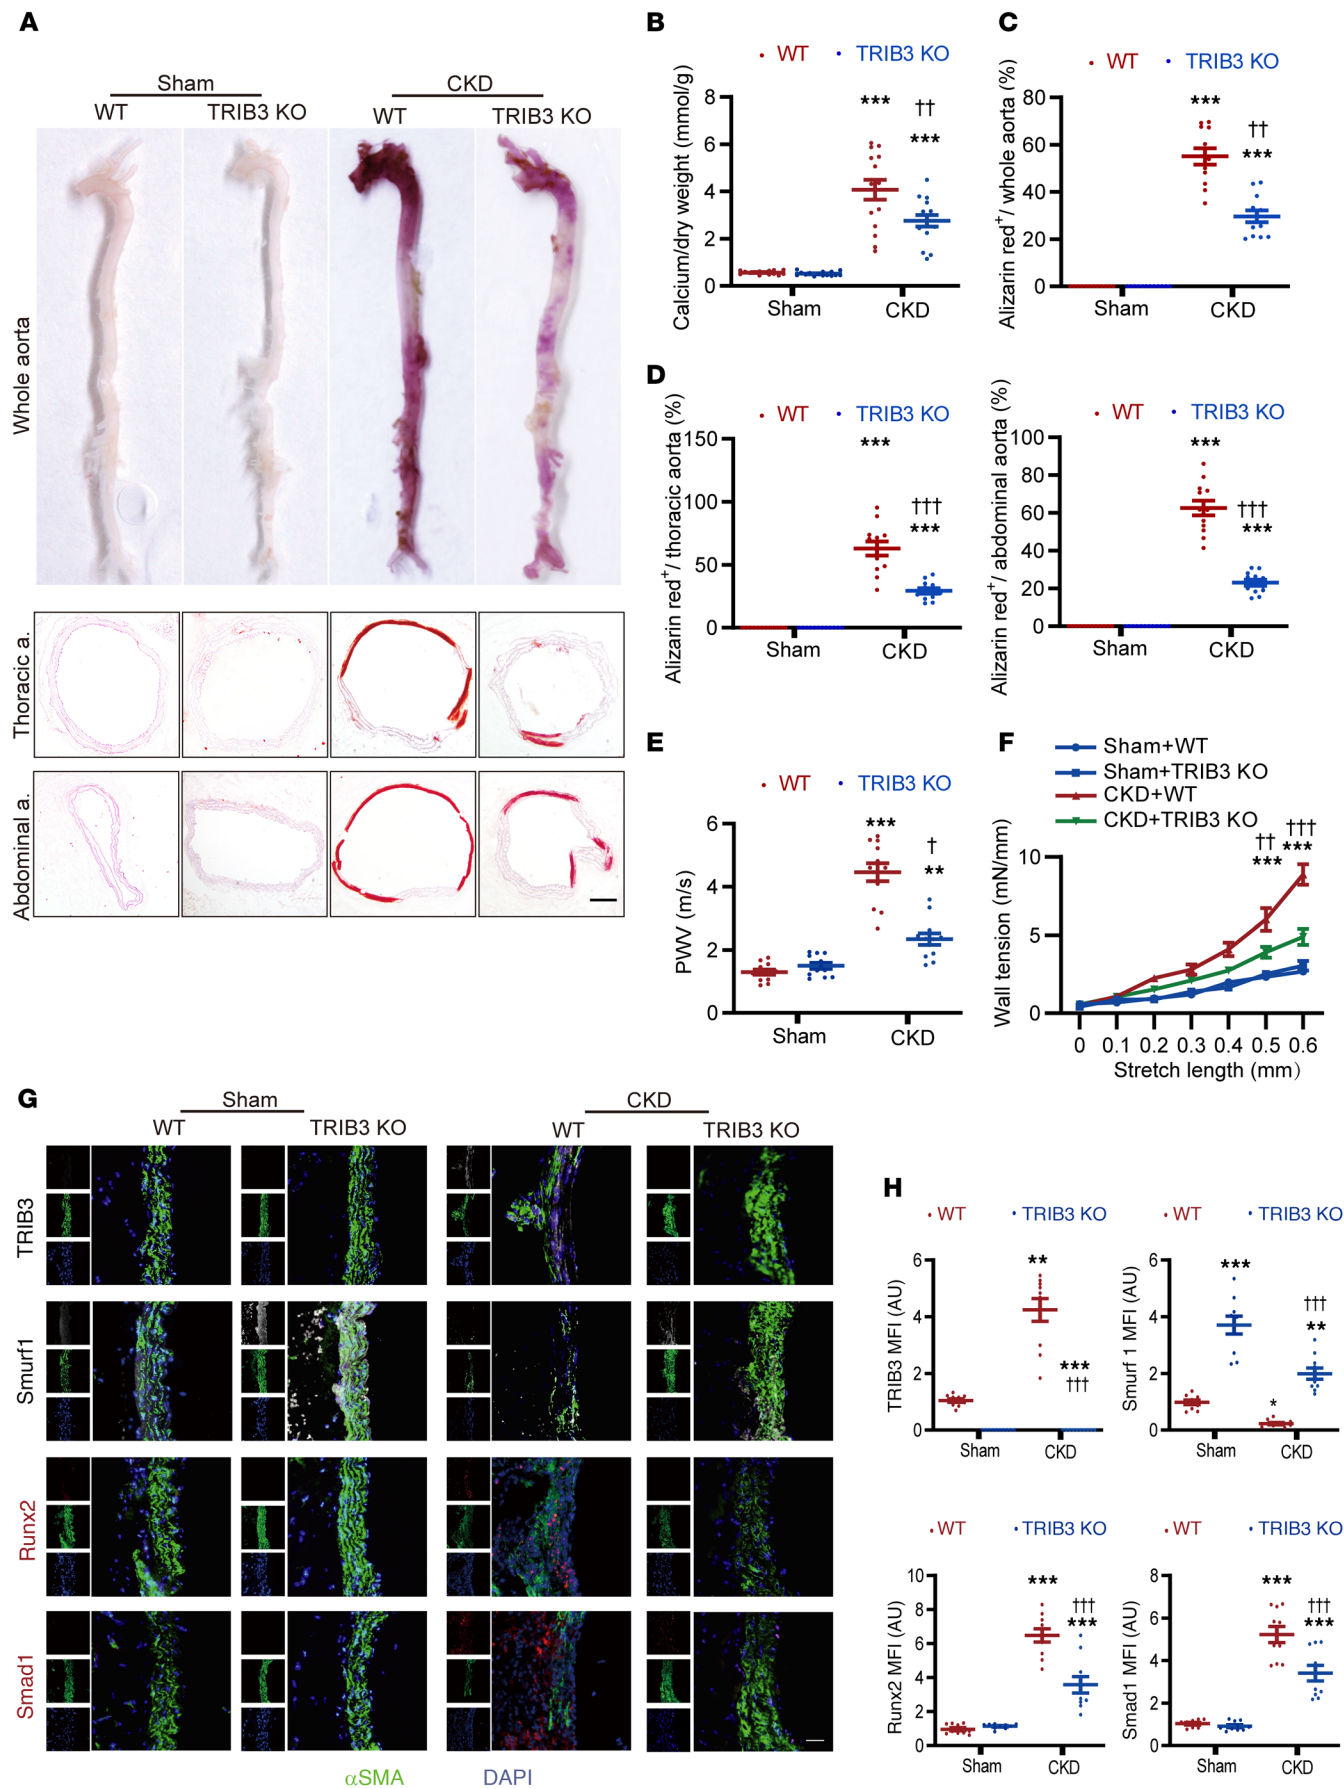 A
Sham
CKD
WT
TRIB3 KO
WT
TRIB3 KO
Whole aorta
Thoracic a.
Abdominal a.
B
WT
TRIB3 KO
Calcium/dry weight (mmol/g)
8
6
4
2
0
***
††
***
Sham
CKD
C
WT
TRIB3 KO
Alizarin red+/ whole aorta (%)
80
60
40
20
0
***
††
***
Sham
CKD
D
WT
TRIB3 KO
Alizarin red+/ thoracic aorta (%)
150
100
50
0
***
†††
***
Sham
CKD
WT
TRIB3 KO
Alizarin red+/ abdominal aorta (%)
100
80
60
40
20
0
***
†††
***
Sham
CKD
E
WT
TRIB3 KO
PWV (m/s)
6
4
2
0
***
†
**
Sham
CKD
F
Sham+WT
Sham+TRIB3 KO
CKD+WT
CKD+TRIB3 KO
Wall tension (mN/mm)
10
5
0
††
***
†††
***
0 0.1 0.2 0.3 0.4 0.5 0.6
Stretch length (mm)
G
Sham
CKD
WT
TRIB3 KO
WT
TRIB3 KO
TRIB3
Smurf1
Runx2
Smad1
αSMA
DAPI
H
WT
TRIB3 KO
TRIB3 MFI (AU)
6
4
2
0
**
***
†††
Sham
CKD
WT
TRIB3 KO
Smurf 1 MFI (AU)
6
4
2
0
***
*
†††
**
Sham
CKD
WT
TRIB3 KO
Runx2 MFI (AU)
10
8
6
4
2
0
***
†††
***
Sham
CKD
WT
TRIB3 KO
Smad1 MFI (AU)
8
6
4
2
0
***
†††
***
Sham
CKD